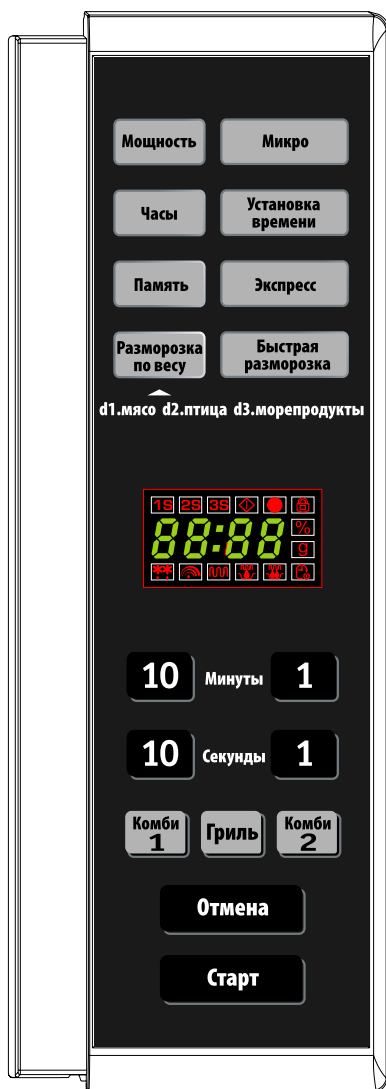 Мощность Микро
Часы Установка времени
Память Экспресс
Разморозка по весу Быстрая разморозка
d1.мясо d2.птица d3.морепродукты
1S 2S 3S
88:88 %
g
10 Минуты 1
10 Секунды 1
Комби 1 Гриль Комби 2
Отмена
Старт